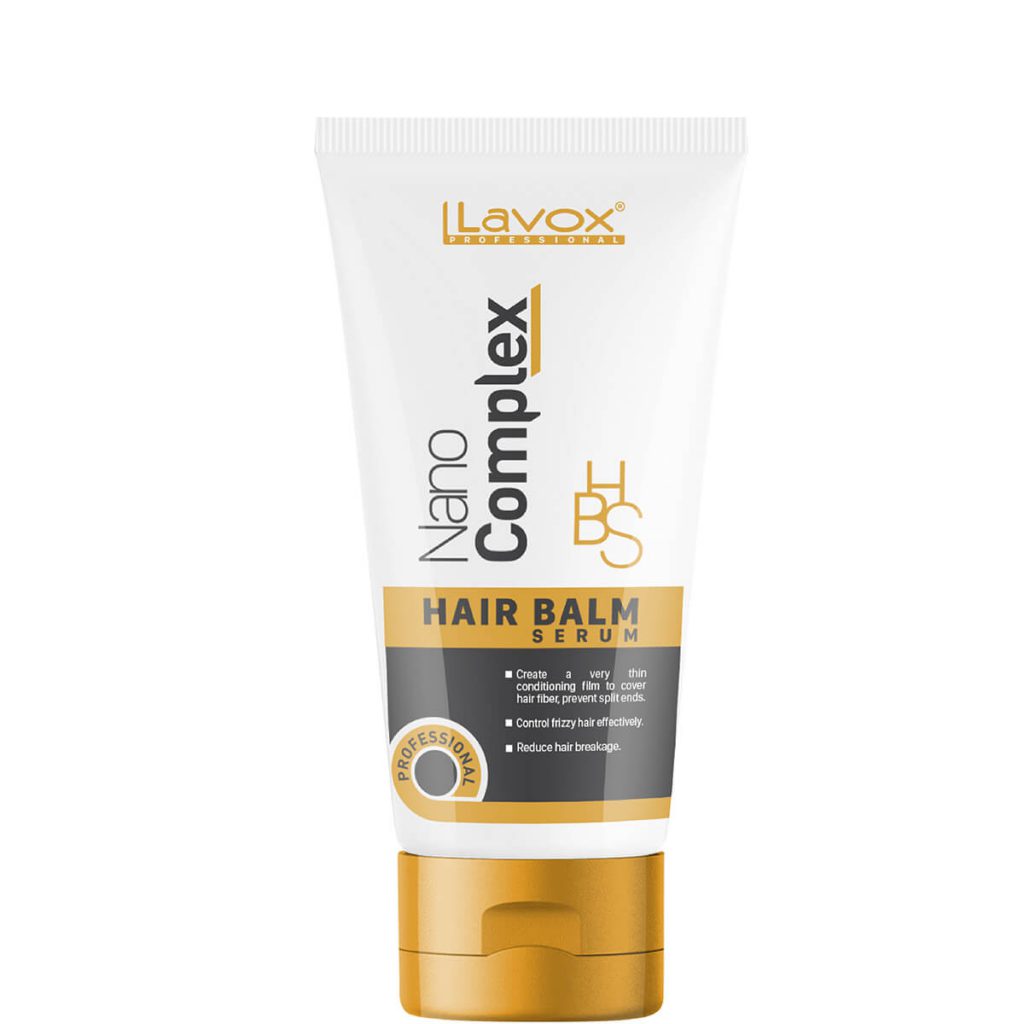 Lavox®
PROFESSIONAL
Nano
Complex
HBS
HAIR BALM
SERUM
Create a very thin
conditioning film to cover
hair fiber, prevent split ends.
Control frizzy hair effectively.
Reduce hair breakage.
PROFESSIONAL